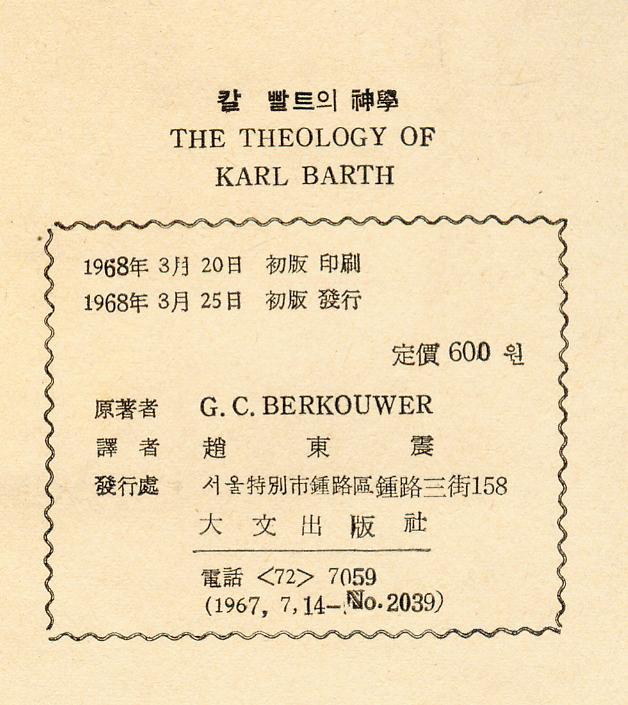 칼 빨트의 神學
THE THEOLOGY OF
KARL BARTH
1968年 3月 20日 初版 印刷
1968年 3月 25日 初版 發行
定價 600 원
原著者 G. C. BERKOUWER
譯者 趙東震
發行處 서울特別市鍾路區鍾路三街158
大文出版社
電話 <72> 7059
(1967, 7, 14–No. 2039)